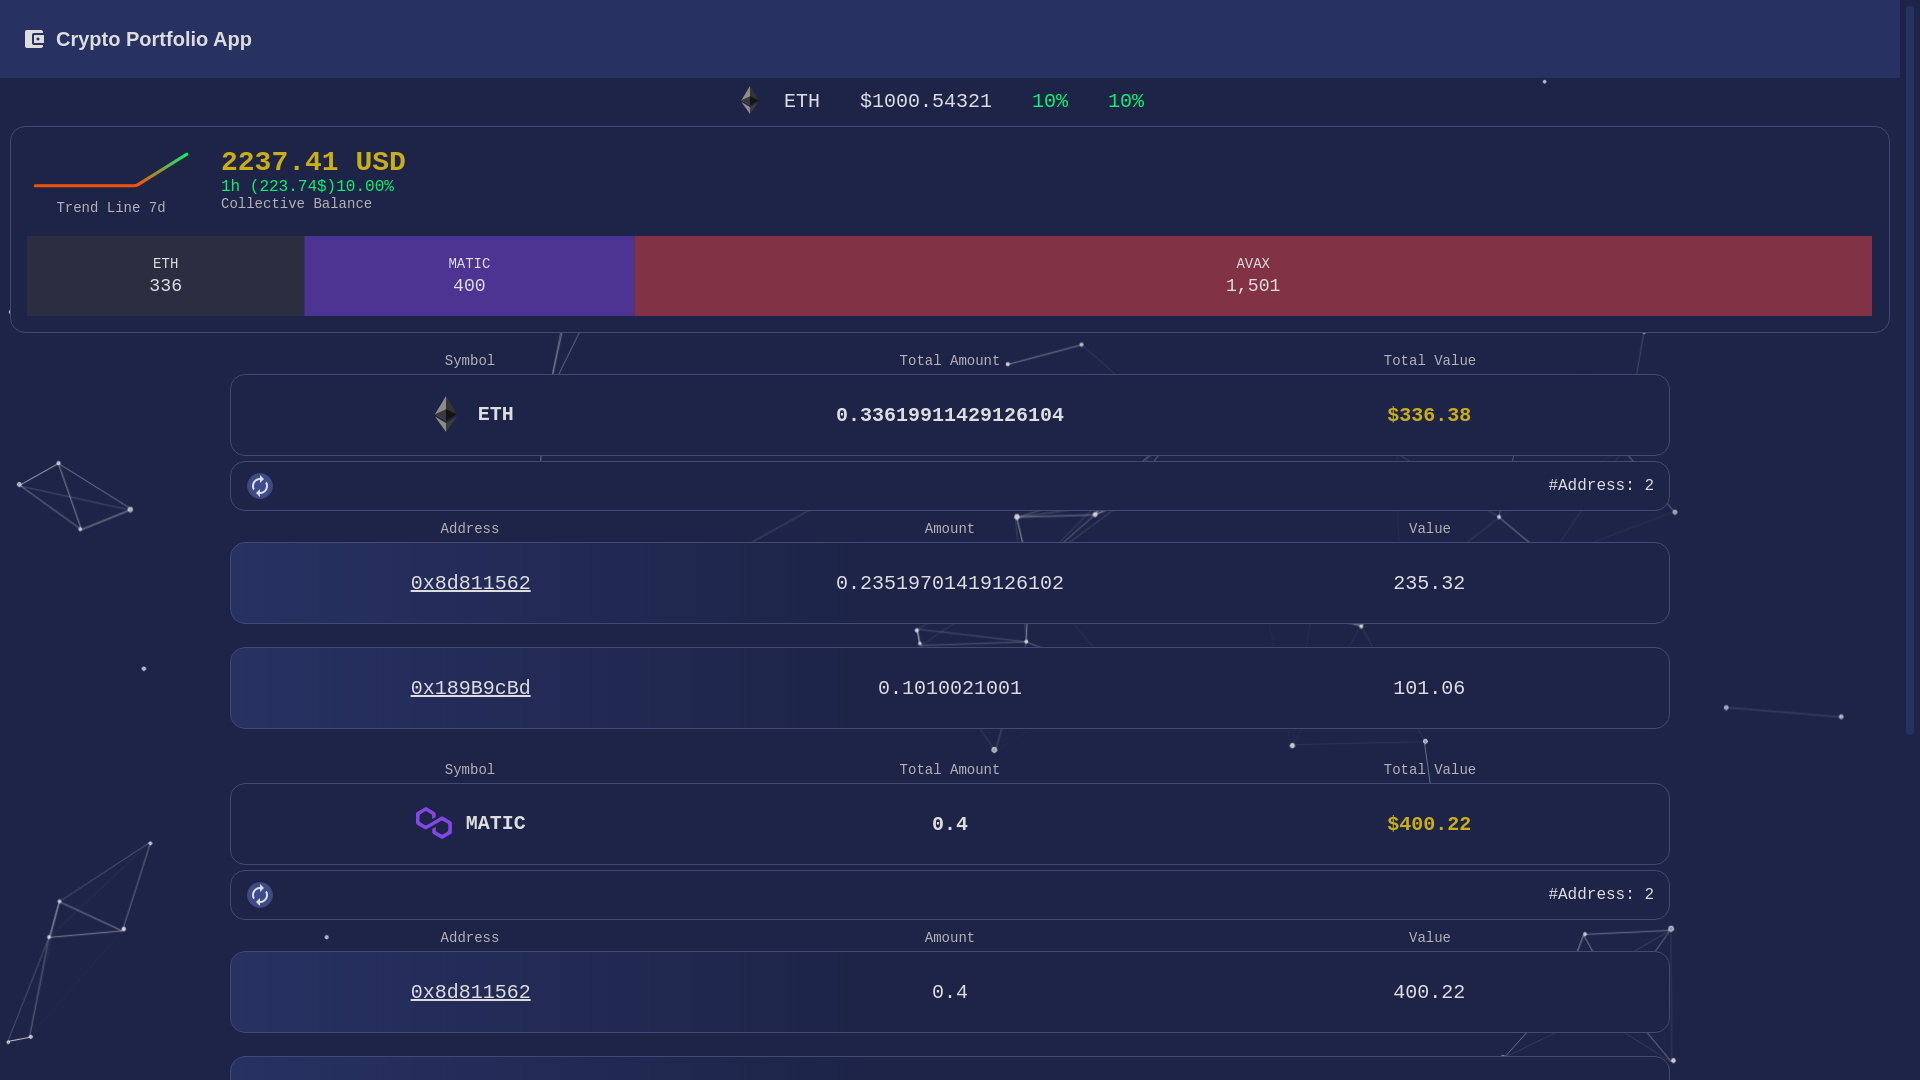 Crypto Portfolio App
ETH $1000.54321 10% 10%
2237.41 USD
1h (223.74$)10.00%
Collective Balance
Trend Line 7d
ETH MATIC AVAX
336 400 1,501
Symbol Total Amount Total Value
ETH 0.33619911429126104 $336.38
#Address: 2
Address Amount Value
0x8d811562 0.23519701419126102 235.32
0x189B9cBd 0.1010021001 101.06
Symbol Total Amount Total Value
MATIC 0.4 $400.22
#Address: 2
Address Amount Value
0x8d811562 0.4 400.22